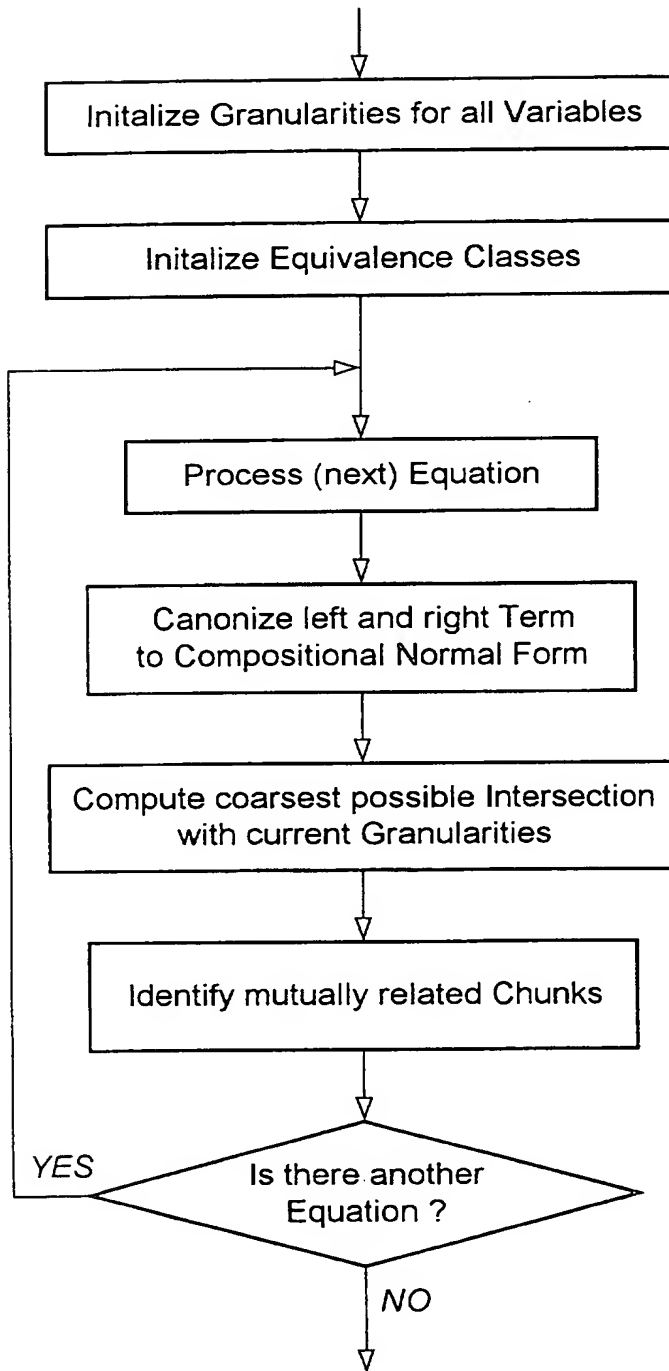 Initalize Granularities for all Variables
Initalize Equivalence Classes
Process (next) Equation
Canonize left and right Term
to Compositional Normal Form
Compute coarsest possible Intersection
with current Granularities
Identify mutually related Chunks
Is there another
Equation ?
YES
NO